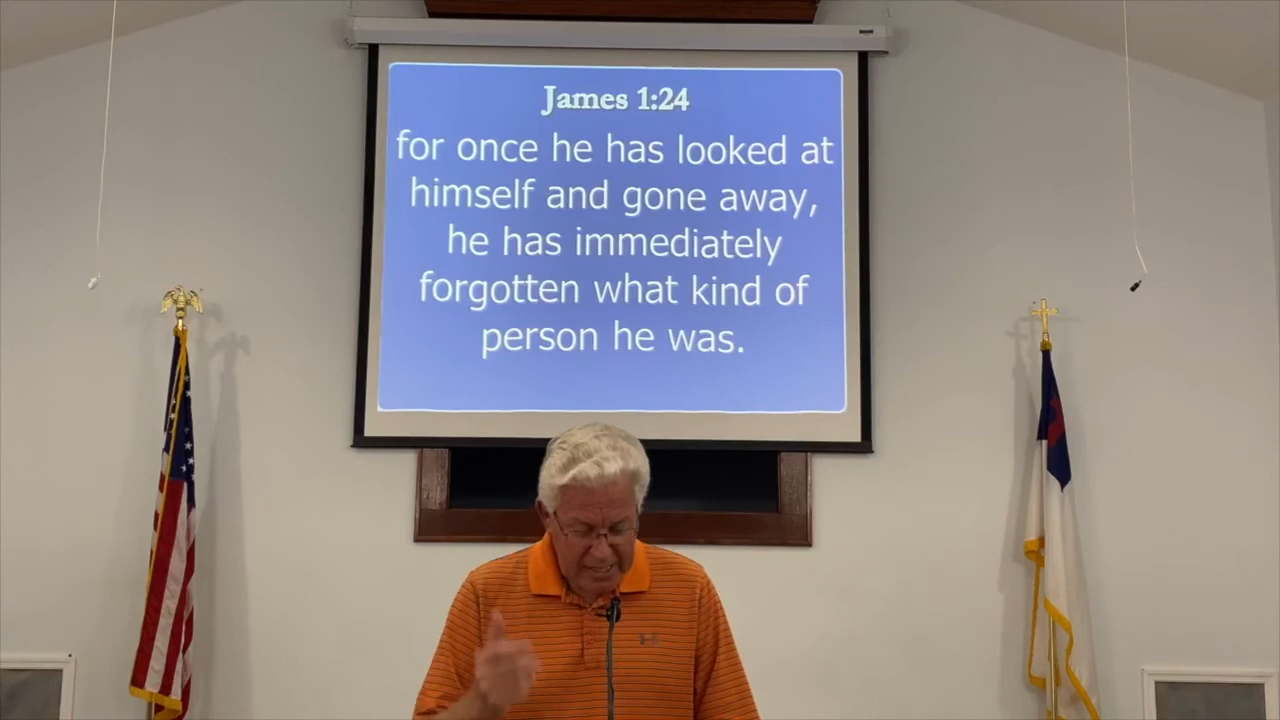 James 1:24
for once he has looked at
himself and gone away,
he has immediately
forgotten what kind of
person he was.